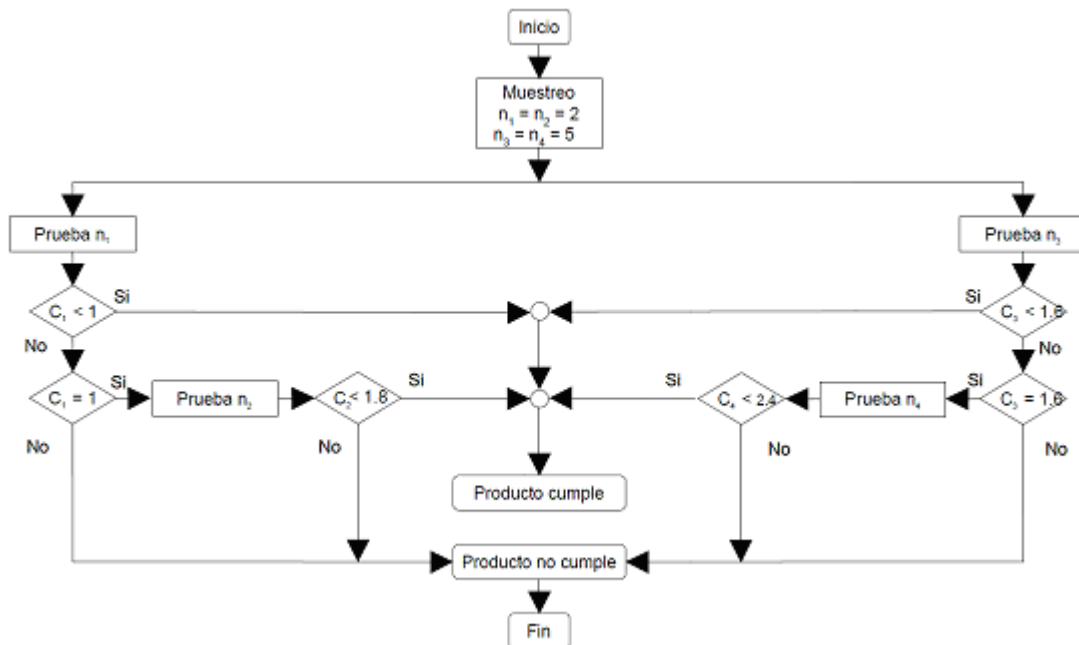 Inicio
Muestreo
n₁ = n₂ = 2
n₃ = n₄ = 5
Prueba n₁
Prueba n₃
C₁ < 1
Si
Si
C₃ < 1.6
No
No
C₁ = 1
Si
Prueba n₂
C₂ < 1.8
Si
Si
C₄ < 2.4
Prueba n₄
Si
C₃ = 1.6
No
No
No
No
Producto cumple
Producto no cumple
Fin